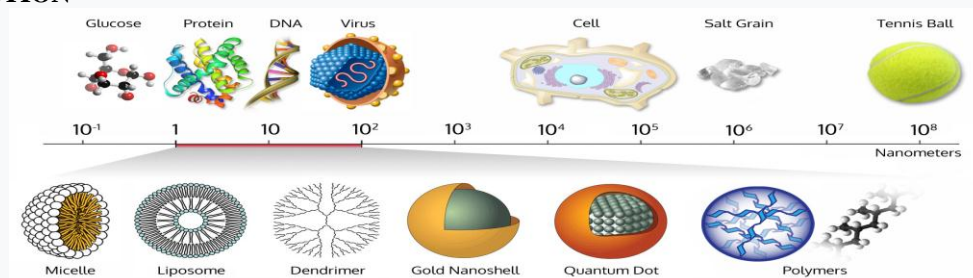 Glucose Protein DNA Virus Cell Salt Grain Tennis Ball
10⁻¹ 1 10 10² 10³ 10⁴ 10⁵ 10⁶ 10⁷ 10⁸
Nanometers
Micelle Liposome Dendrimer Gold Nanoshell Quantum Dot Polymers